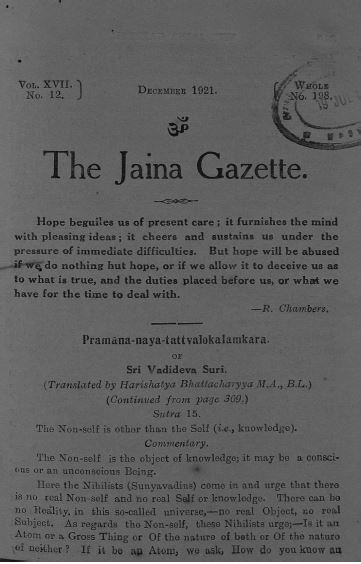 VOL. XVII.
No. 12.
DECEMBER 1921.
WHOLE
No. 198.
ॐ
The Jaina Gazette.
Hope beguiles us of present care ; it furnishes the mind
with pleasing ideas ; it cheers and sustains us under the
pressure of immediate difficulties. But hope will be abused
if we do nothing hut hope, or if we allow it to deceive us as
to what is true, and the duties placed before us, or what we
have for the time to deal with.
—R. Chambers.
Pramāna-naya-tattvalokalamkara.
OF
Sri Vadideva Suri.
(Translated by Harishatya Bhattacharyya M.A., B.L.)
(Continued from page 309.)
Sutra 15.
The Non-self is other than the Self (i.e., knowledge).
Commentary.
The Non-self is the object of knowledge; it may be a consci-
ous or an unconscious Being.
Here the Nihilists (Sunyavadins) come in and urge that there
is no real Non-self and no real Self or knowledge. There can be
no Reality, in this so-called universe,—no real Object, no real
Subject. As regards the Non-self, these Nihilists urge;—Is it an
Atom or a Gross Thing or Of the nature of both or Of the nature
of neither ? If it be an Atom, we ask, How do you know an